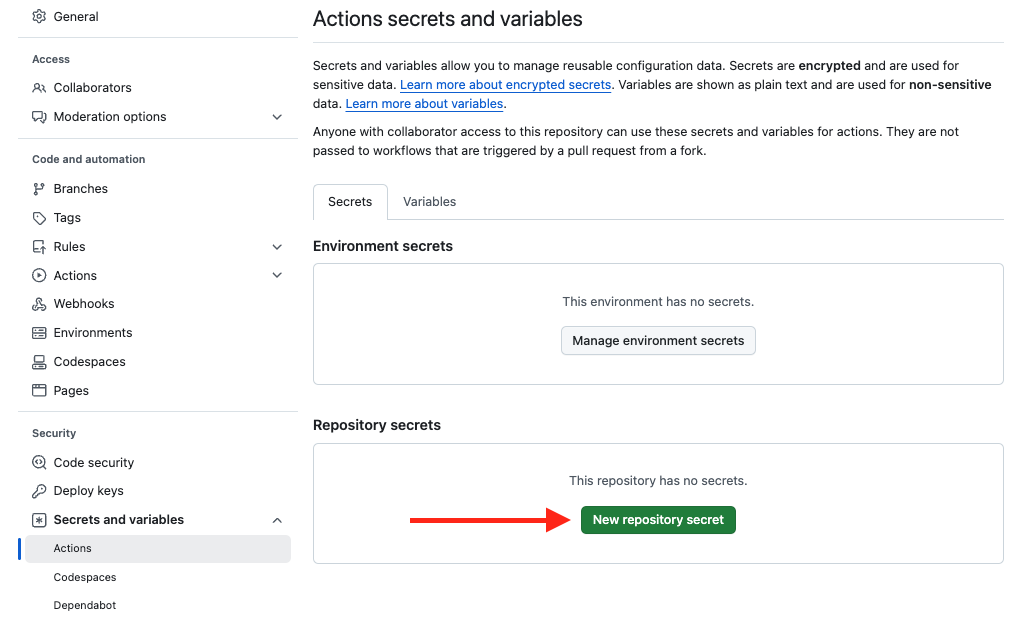 General
Access
Collaborators
Moderation options
Code and automation
Branches
Tags
Rules
Actions
Webhooks
Environments
Codespaces
Pages
Security
Code security
Deploy keys
Secrets and variables
Actions
Codespaces
Dependabot
Actions secrets and variables
Secrets and variables allow you to manage reusable configuration data. Secrets are encrypted and are used for
sensitive data. Learn more about encrypted secrets. Variables are shown as plain text and are used for non-sensitive
data. Learn more about variables.
Anyone with collaborator access to this repository can use these secrets and variables for actions. They are not
passed to workflows that are triggered by a pull request from a fork.
Secrets Variables
Environment secrets
This environment has no secrets.
Manage environment secrets
Repository secrets
This repository has no secrets.
New repository secret